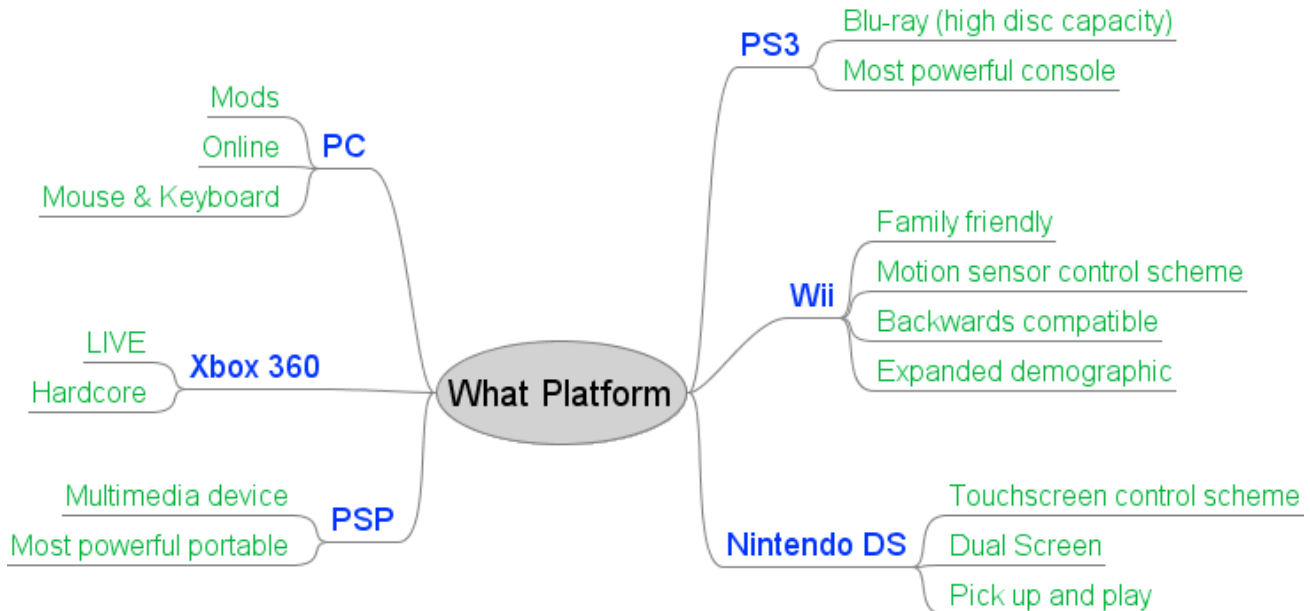 What Platform
PC
Mods
Online
Mouse & Keyboard
Xbox 360
LIVE
Hardcore
PSP
Multimedia device
Most powerful portable
PS3
Blu-ray (high disc capacity)
Most powerful console
Wii
Family friendly
Motion sensor control scheme
Backwards compatible
Expanded demographic
Nintendo DS
Touchscreen control scheme
Dual Screen
Pick up and play